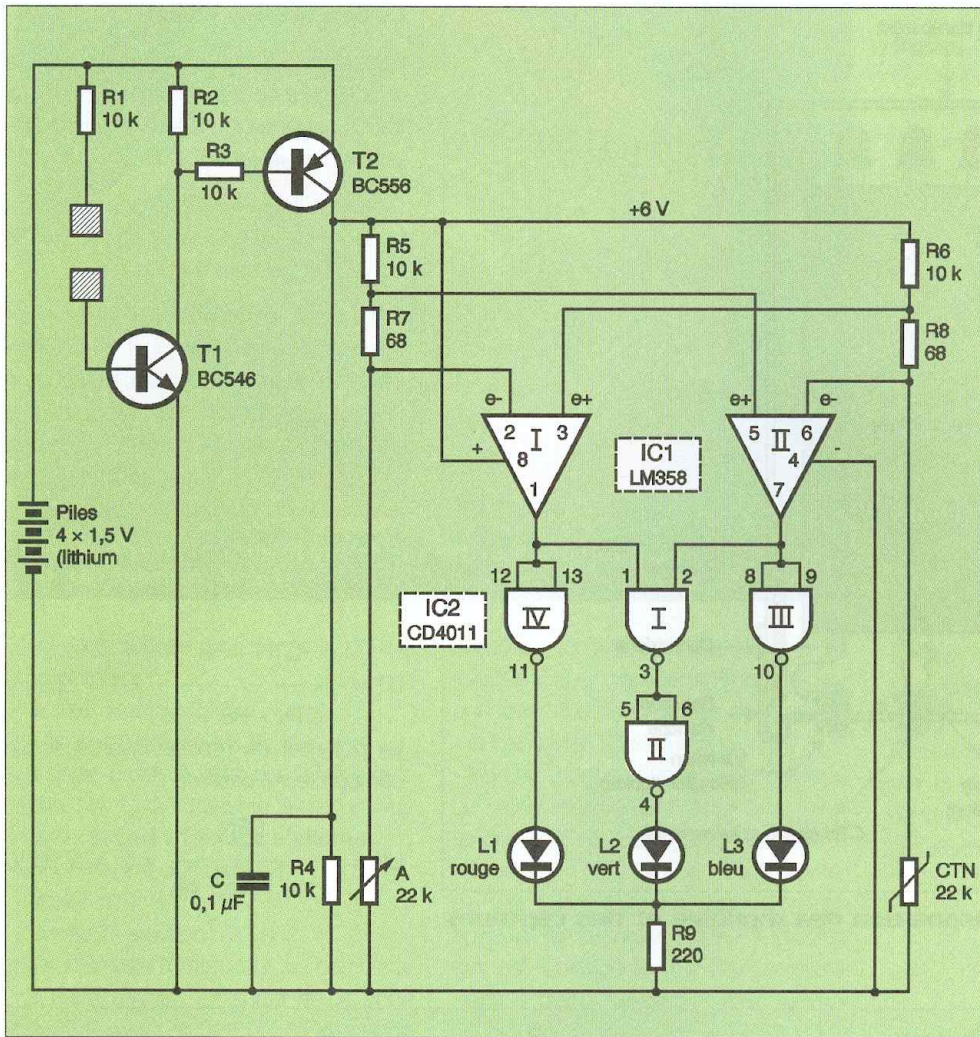 R1
10 k
R2
10 k
R3
10 k
T2
BC556
+6 V
R5
10 k
R6
10 k
R7
68
R8
68
T1
BC546
e-
e+
e+
e-
2
3
I
+
8
1
5
6
II
4
-
7
IC1
LM358
Piles
4 × 1,5 V
(lithium
12
13
1
2
8
9
IV
I
III
IC2
CD4011
11
3
10
5
6
II
4
L1
rouge
L2
vert
L3
bleu
C
0,1 µF
R4
10 k
A
22 k
CTN
22 k
R9
220